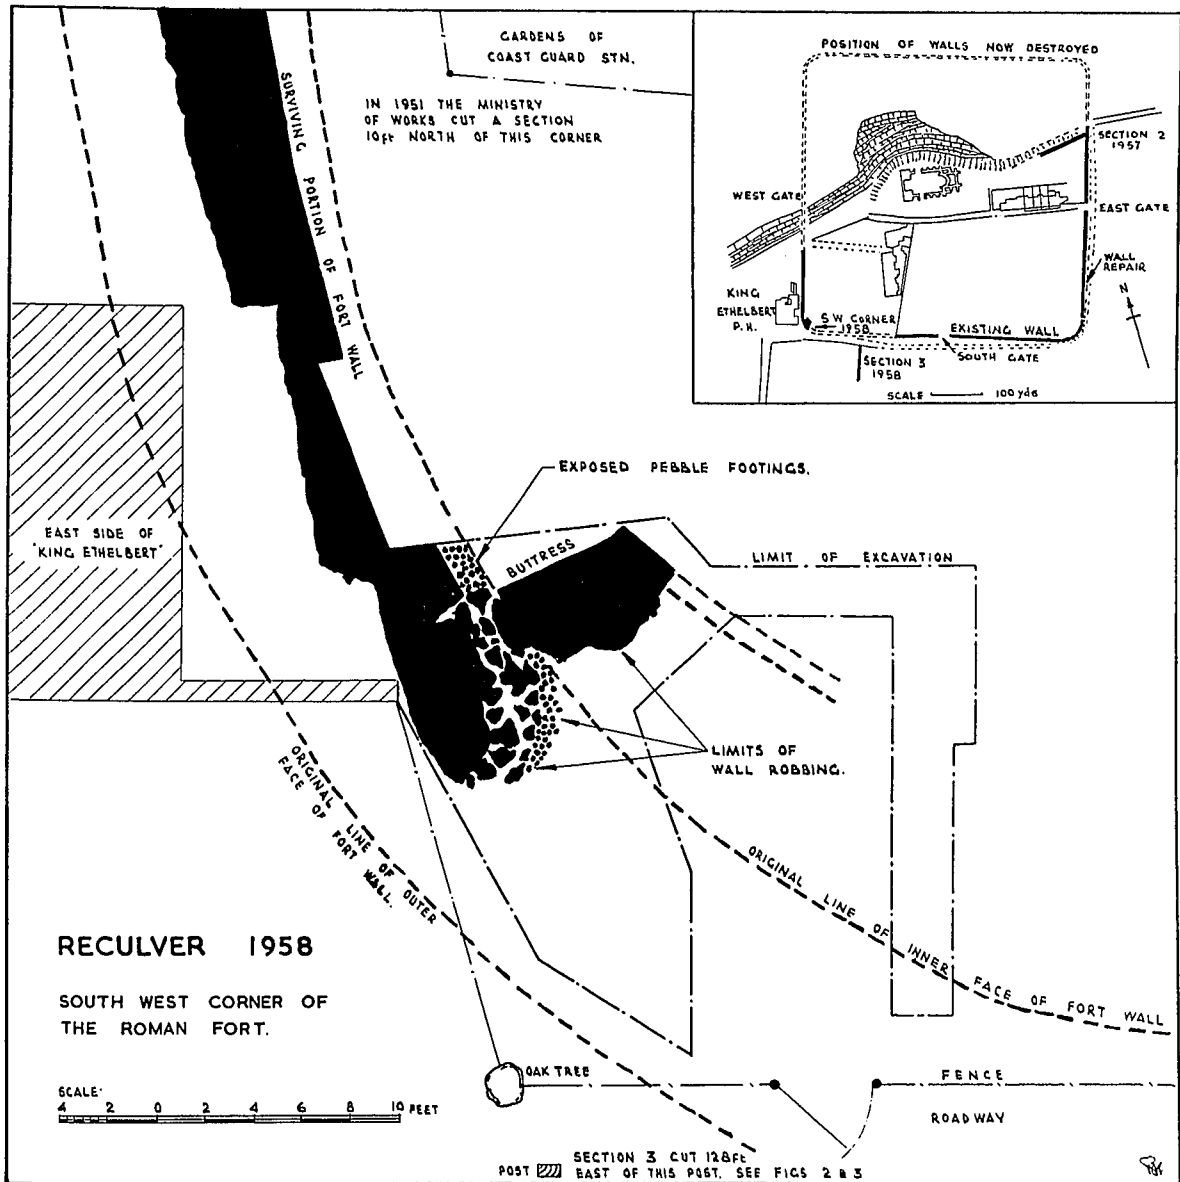 GARDENS OF
COAST GUARD STN.
IN 1951 THE MINISTRY
OF WORKS CUT A SECTION
10ft NORTH OF THIS CORNER
SURVIVING PORTION OF FORT WALL
POSITION OF WALLS NOW DESTROYED
SECTION 2
1957
WEST GATE
EAST GATE
WALL
REPAIR
N
KING
ETHELBERT
P.H.
S W CORNER
1958
EXISTING WALL
SOUTH GATE
SECTION 3
1958
SCALE 100 yds
EXPOSED PEBBLE FOOTINGS.
EAST SIDE OF
"KING ETHELBERT"
BUTTRESS
LIMIT OF EXCAVATION
LIMITS OF
WALL ROBBING.
ORIGINAL LINE OF OUTER
FACE OF FORT WALL.
ORIGINAL LINE OF INNER FACE OF FORT WALL
RECULVER 1958
SOUTH WEST CORNER OF
THE ROMAN FORT.
SCALE:
4 2 0 2 4 6 8 10 FEET
OAK TREE
FENCE
ROADWAY
POST
SECTION 3 CUT 128ft
EAST OF THIS POST. SEE FIGS 2 & 3